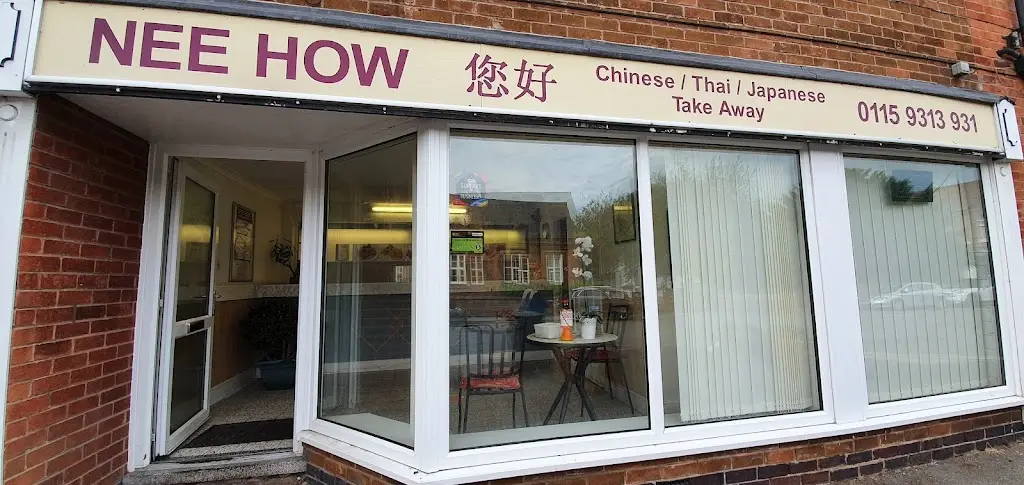 NEE HOW 您好
Chinese / Thai / Japanese
Take Away
0115 9313 931